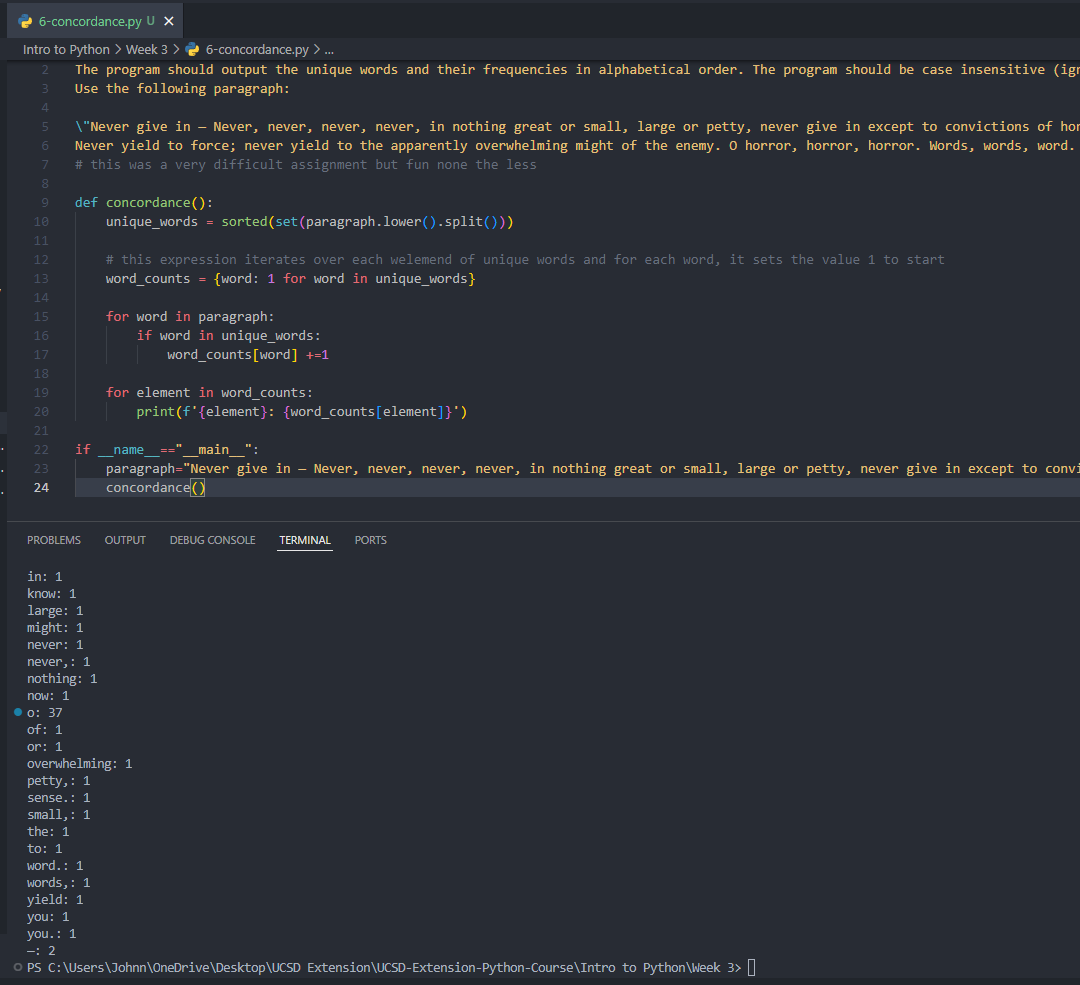 6-concordance.py U ×
Intro to Python > Week 3 > 6-concordance.py > ...
2 The program should output the unique words and their frequencies in alphabetical order. The program should be case insensitive (ign
3 Use the following paragraph:
4
5 \"Never give in — Never, never, never, never, in nothing great or small, large or petty, never give in except to convictions of hon
6 Never yield to force; never yield to the apparently overwhelming might of the enemy. O horror, horror, horror. Words, words, word.
7 # this was a very difficult assignment but fun none the less
8
9 def concordance():
10 unique_words = sorted(set(paragraph.lower().split()))
11
12 # this expression iterates over each welemend of unique words and for each word, it sets the value 1 to start
13 word_counts = {word: 1 for word in unique_words}
14
15 for word in paragraph:
16 if word in unique_words:
17 word_counts[word] +=1
18
19 for element in word_counts:
20 print(f'{element}: {word_counts[element]}')
21
22 if __name__=="__main__":
23 paragraph="Never give in — Never, never, never, never, in nothing great or small, large or petty, never give in except to convi
24 concordance()
PROBLEMS OUTPUT DEBUG CONSOLE TERMINAL PORTS
in: 1
know: 1
large: 1
might: 1
never: 1
never,: 1
nothing: 1
now: 1
o: 37
of: 1
or: 1
overwhelming: 1
petty,: 1
sense.: 1
small,: 1
the: 1
to: 1
word.: 1
words,: 1
yield: 1
you: 1
you.: 1
—: 2
PS C:\Users\Johnn\OneDrive\Desktop\UCSD Extension\UCSD-Extension-Python-Course\Intro to Python\Week 3>